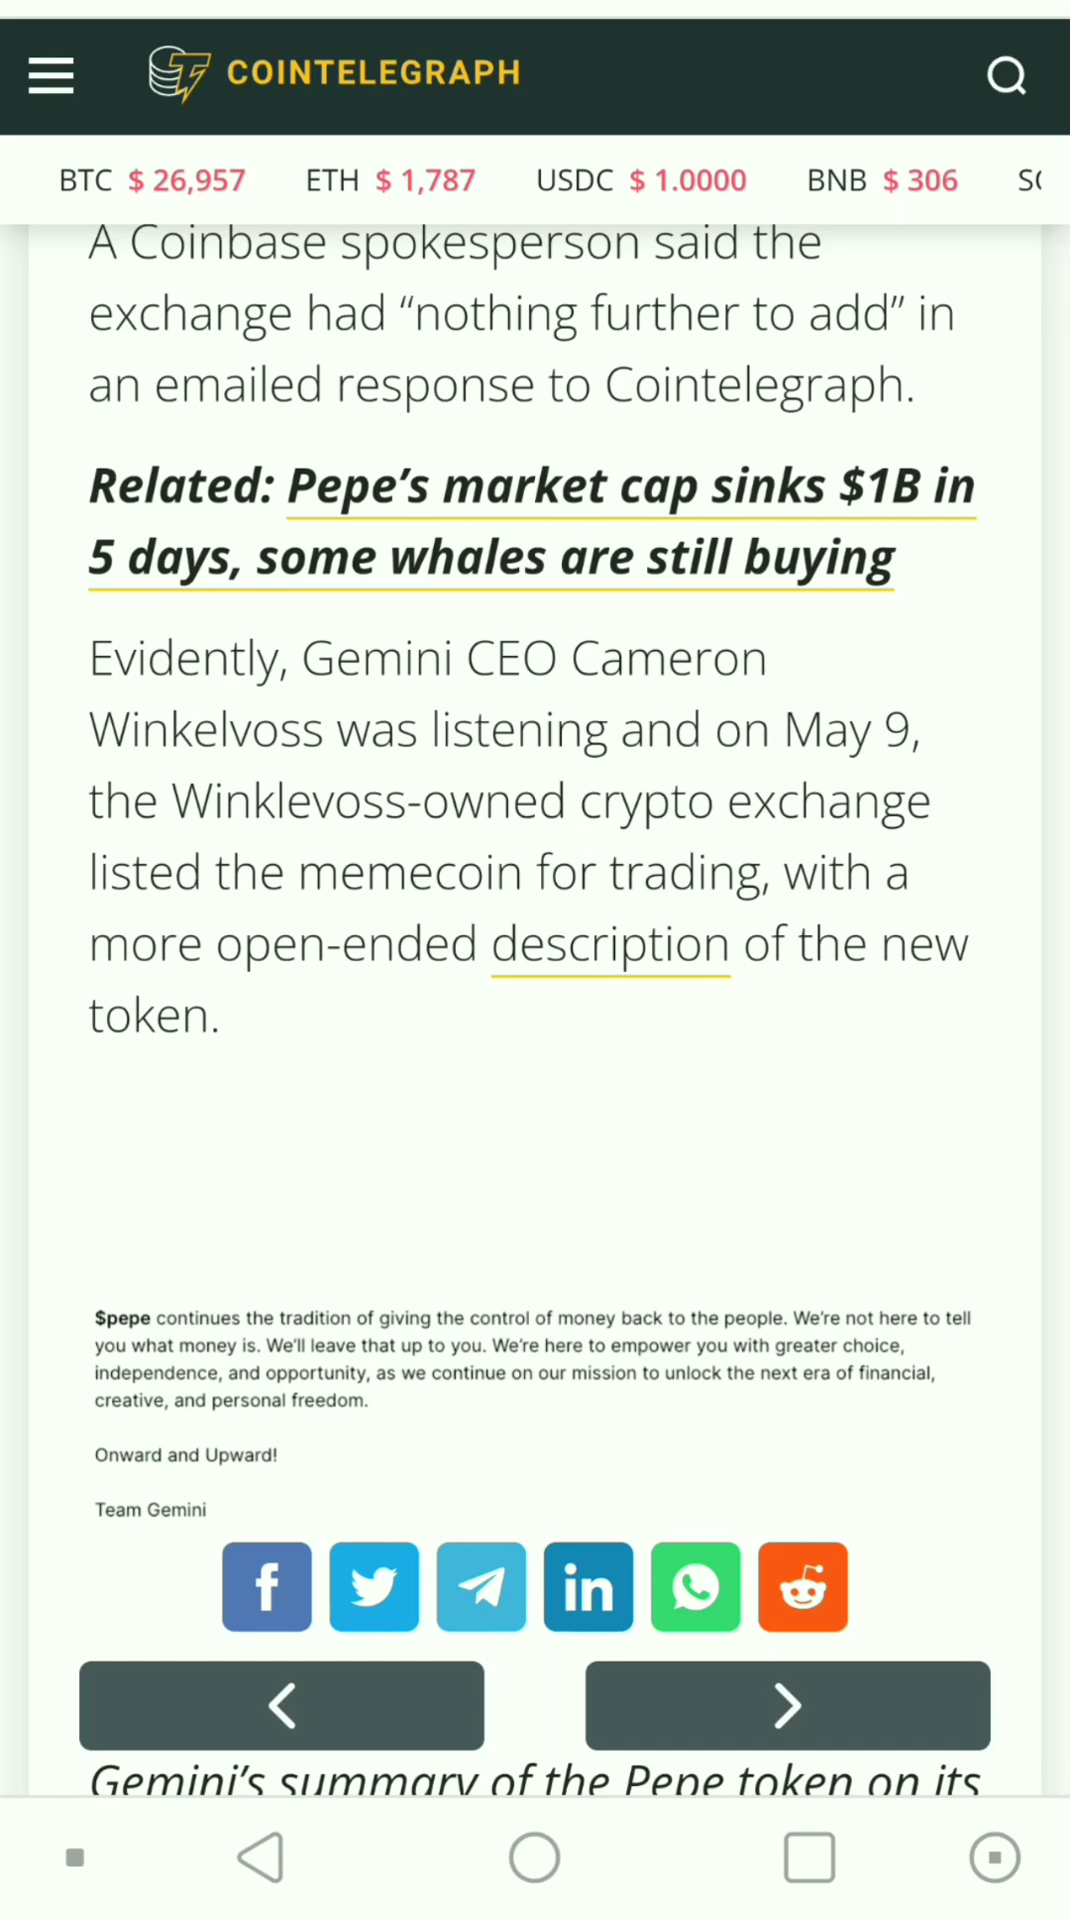 COINTELEGRAPH
BTC $ 26,957 ETH $ 1,787 USDC $ 1.0000 BNB $ 306
A Coinbase spokesperson said the
exchange had “nothing further to add” in
an emailed response to Cointelegraph.
Related: Pepe’s market cap sinks $1B in
5 days, some whales are still buying
Evidently, Gemini CEO Cameron
Winkelvoss was listening and on May 9,
the Winklevoss-owned crypto exchange
listed the memecoin for trading, with a
more open-ended description of the new
token.
$pepe continues the tradition of giving the control of money back to the people. We’re not here to tell
you what money is. We’ll leave that up to you. We’re here to empower you with greater choice,
independence, and opportunity, as we continue on our mission to unlock the next era of financial,
creative, and personal freedom.
Onward and Upward!
Team Gemini
Gemini’s summary of the Pepe token on its